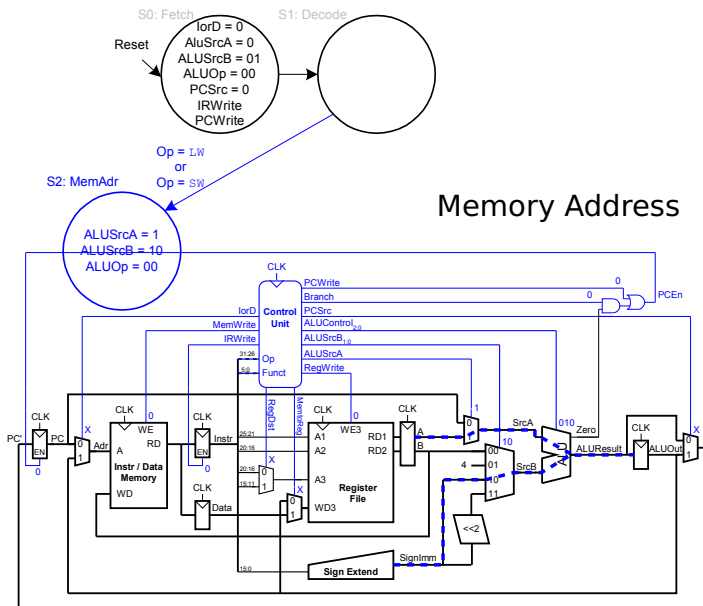 S0: Fetch
S1: Decode
Reset
IorD = 0
AluSrcA = 0
ALUSrcB = 01
ALUOp = 00
PCSrc = 0
IRWrite
PCWrite
Op = LW
or
Op = SW
S2: MemAdr
Memory Address
ALUSrcA = 1
ALUSrcB = 10
ALUOp = 00
CLK
PCWrite
0
Branch
0
PCEn
IorD
Control
Unit
PCSrc
MemWrite
ALUControl2:0
IRWrite
ALUSrcB1:0
31:26
Op
ALUSrcA
5:0
Funct
RegWrite
RegDst
MemtoReg
CLK
X
CLK
0
CLK
0
CLK
CLK
0
CLK
1
010
Zero
CLK
X
PC'
PC
EN
0
0
1
Adr
WE
A
RD
Instr / Data
Memory
WD
EN
0
Instr
25:21
20:16
A1
A2
WE3
RD1
RD2
A
B
0
1
SrcA
10
00
4
01
10
11
SrcB
ALU
ALUResult
ALUOut
0
1
X
20:16
15:11
0
1
A3
X
0
1
WD3
Register
File
CLK
Data
<<2
SignImm
15:0
Sign Extend